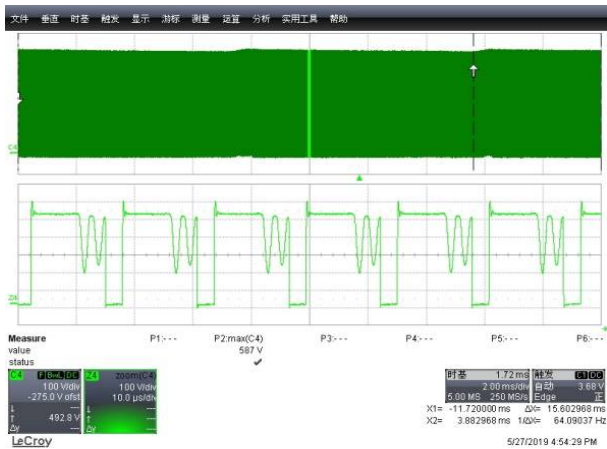 文件 垂直 时基 触发 显示 游标 测量 运算 分析 实用工具 帮助
C4
Z4
Measure P1:--- P2:max(C4) P3:--- P4:--- P5:--- P6:---
value 587 V
status
C4 BwL DC Z4 zoom(C4) 时基 1.72 ms 触发 C1 DC
100 V/div 100 V/div 2.00 ms/div 自动 3.68 V
-275.0 V ofst 10.0 µs/div 5.00 MS 250 MS/s Edge 正
492.8 V
Δy Δy
X1= -11.720000 ms ΔX= 15.602968 ms
X2= 3.882968 ms 1/ΔX= 64.09037 Hz
LeCroy 5/27/2019 4:54:29 PM